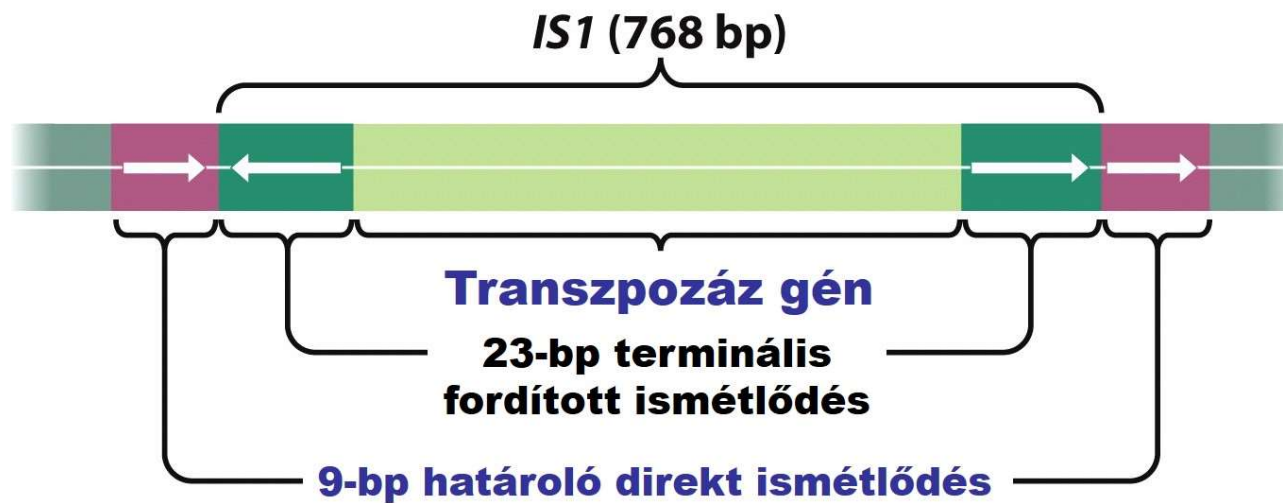 IS1 (768 bp)
Transzpozáz gén
23-bp terminális
fordított ismétlődés
9-bp határoló direkt ismétlődés